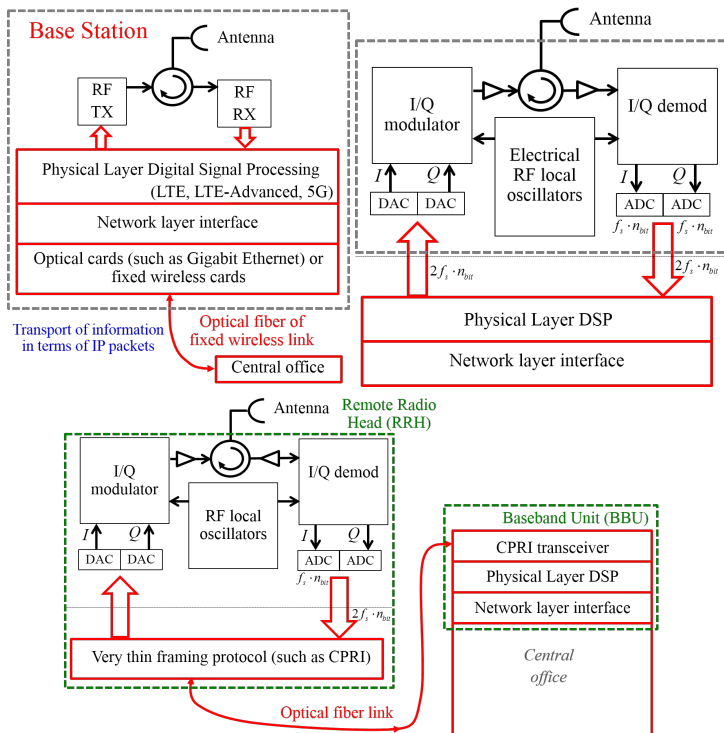 Base Station
Antenna
RF
TX
RF
RX
Physical Layer Digital Signal Processing
(LTE, LTE-Advanced, 5G)
Network layer interface
Optical cards (such as Gigabit Ethernet) or
fixed wireless cards
Transport of information
in terms of IP packets
Optical fiber of
fixed wireless link
Central office
Antenna
I/Q
modulator
I/Q demod
Electrical
RF local
oscillators
I
Q
I
Q
DAC
DAC
ADC
ADC
f_s · n_bit
f_s · n_bit
2f_s · n_bit
2f_s · n_bit
Physical Layer DSP
Network layer interface
Antenna
Remote Radio
Head (RRH)
I/Q
modulator
I/Q demod
RF local
oscillators
I
Q
I
Q
DAC
DAC
ADC
ADC
f_s · n_bit
2f_s · n_bit
Very thin framing protocol (such as CPRI)
Optical fiber link
Baseband Unit (BBU)
CPRI transceiver
Physical Layer DSP
Network layer interface
Central
office